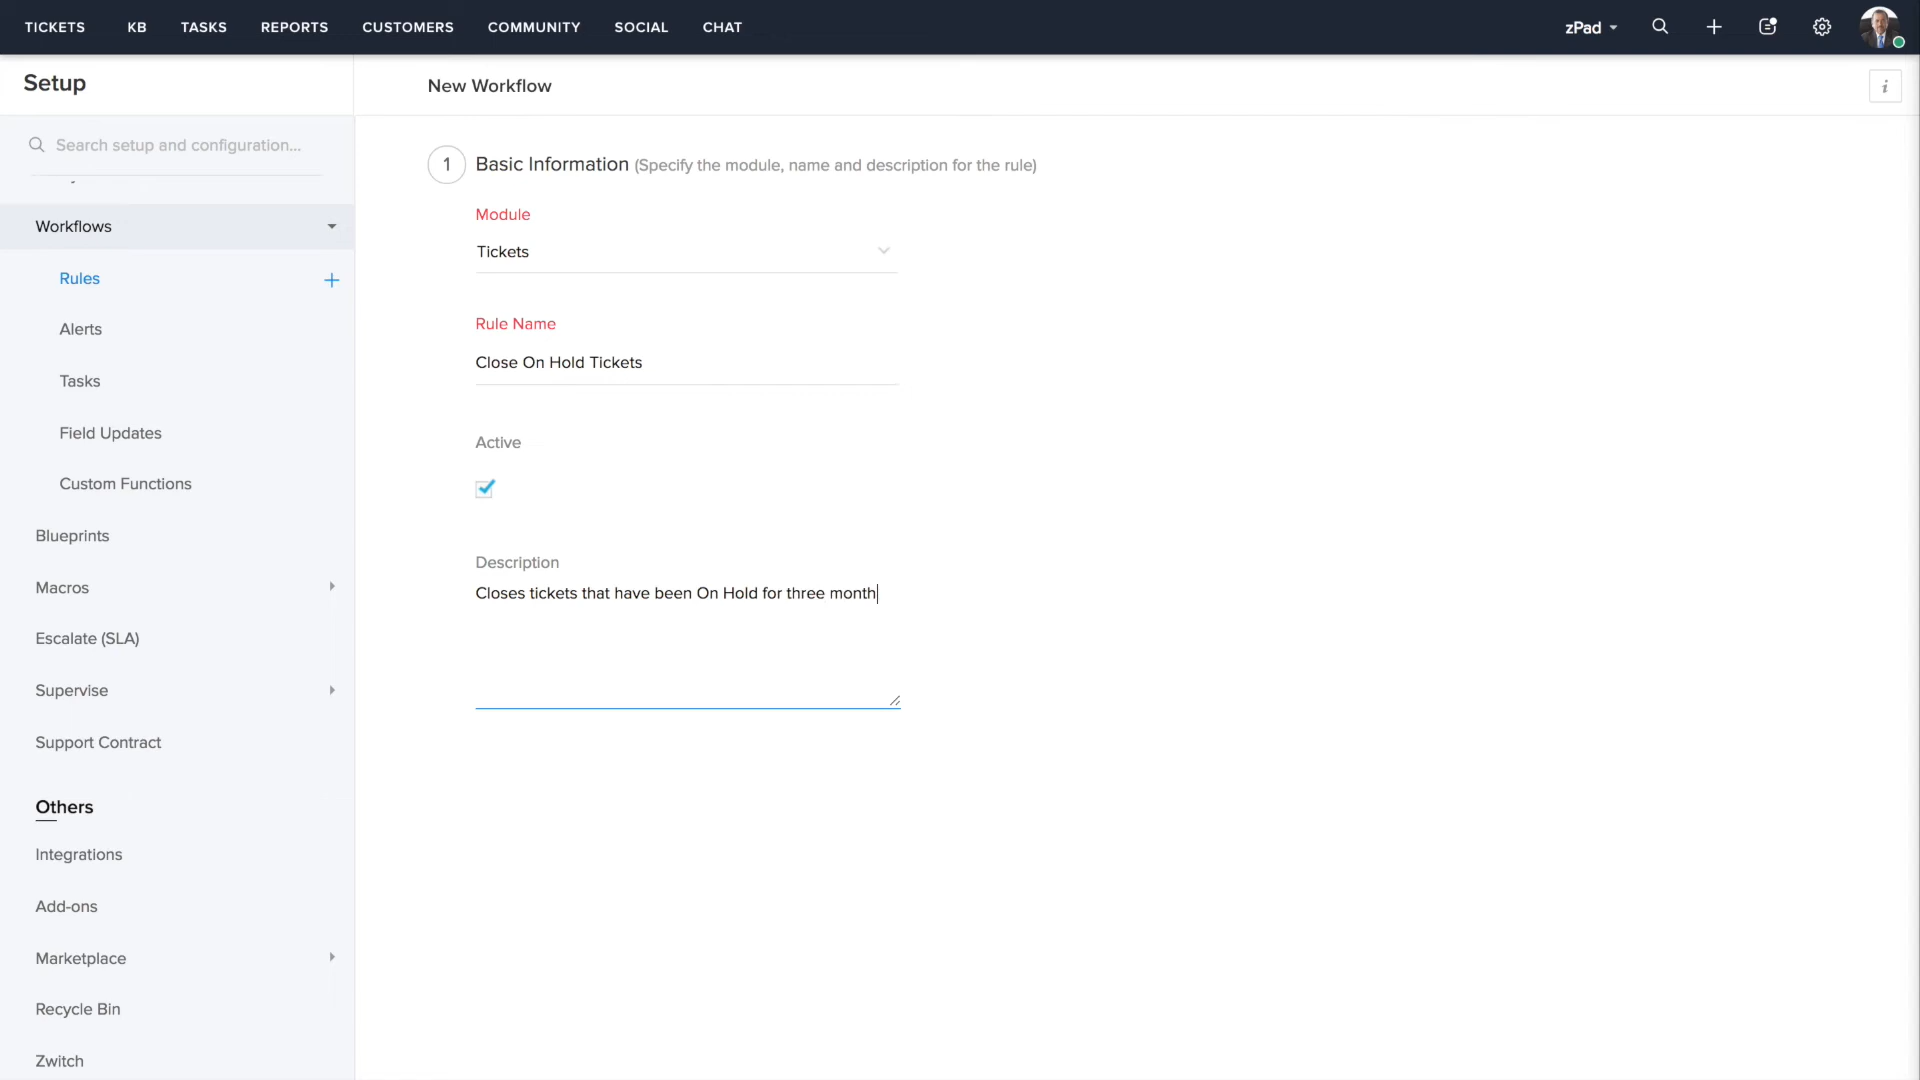 TICKETS KB TASKS REPORTS CUSTOMERS COMMUNITY SOCIAL CHAT zPad
Setup
New Workflow
i
Search setup and configuration...
1 Basic Information (Specify the module, name and description for the rule)
Module
Workflows
Tickets
Rules
Rule Name
Alerts
Close On Hold Tickets
Tasks
Field Updates
Active
Custom Functions
Blueprints
Description
Macros
Closes tickets that have been On Hold for three month
Escalate (SLA)
Supervise
Support Contract
Others
Integrations
Add-ons
Marketplace
Recycle Bin
Zwitch